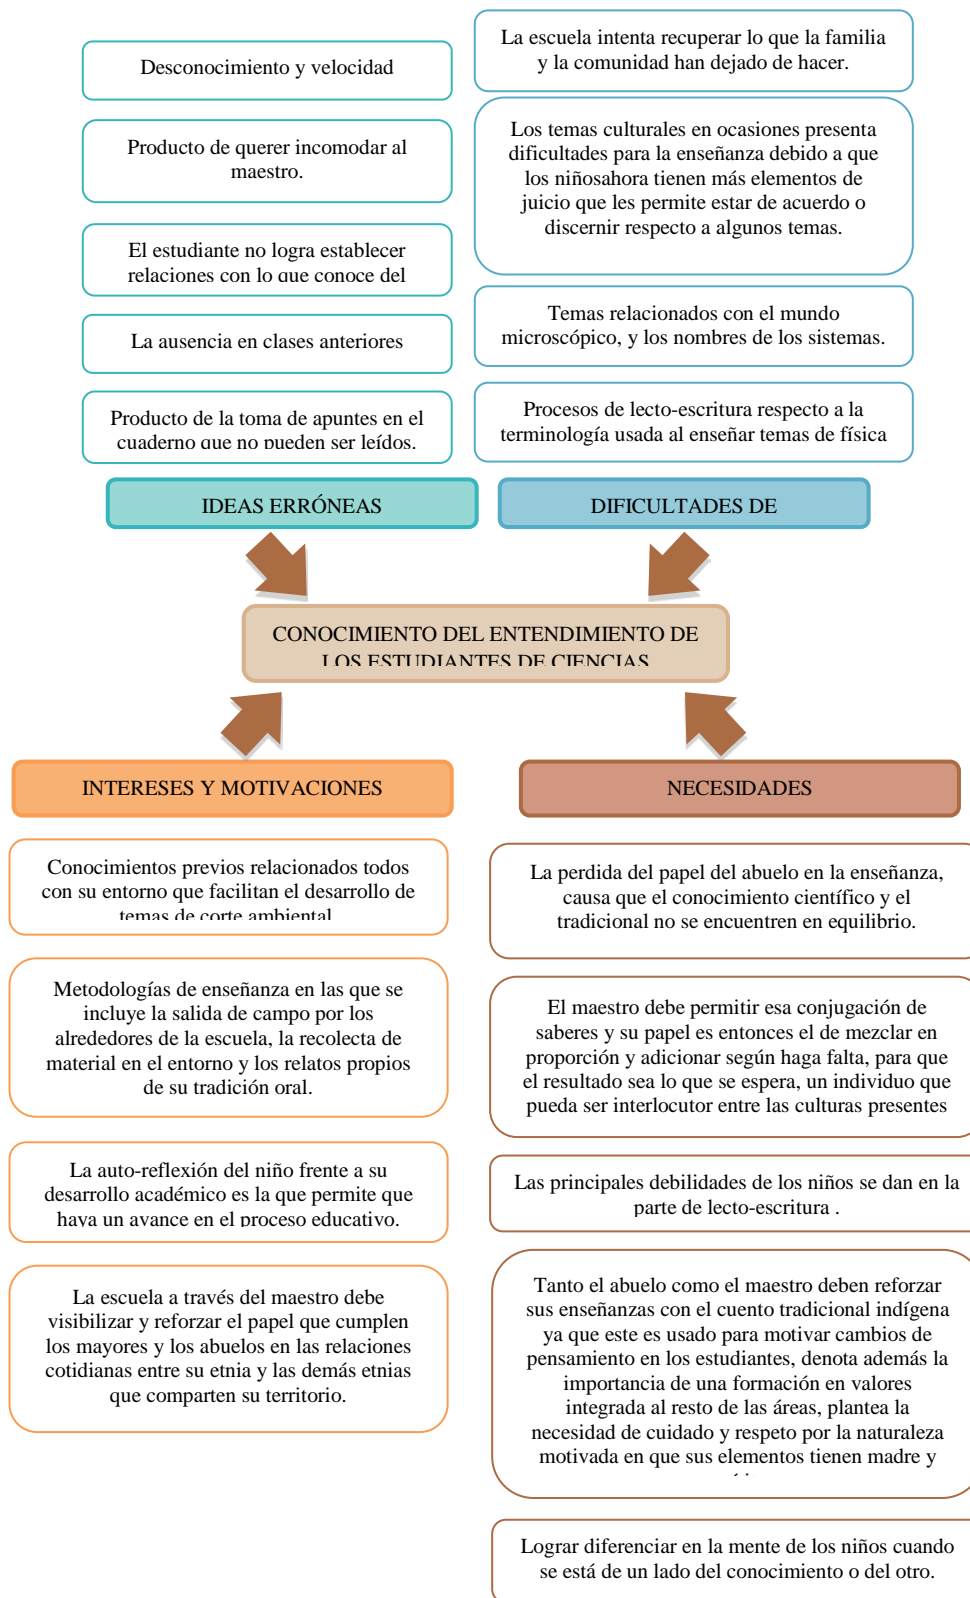 Desconocimiento y velocidad
Producto de querer incomodar al
maestro.
El estudiante no logra establecer
relaciones con lo que conoce del
La ausencia en clases anteriores
Producto de la toma de apuntes en el
cuaderno que no pueden ser leídos.
IDEAS ERRÓNEAS
La escuela intenta recuperar lo que la familia
y la comunidad han dejado de hacer.
Los temas culturales en ocasiones presenta
dificultades para la enseñanza debido a que
los niñosahora tienen más elementos de
juicio que les permite estar de acuerdo o
discernir respecto a algunos temas.
Temas relacionados con el mundo
microscópico, y los nombres de los sistemas.
Procesos de lecto-escritura respecto a la
terminología usada al enseñar temas de física
DIFICULTADES DE
CONOCIMIENTO DEL ENTENDIMIENTO DE
LOS ESTUDIANTES DE CIENCIAS
INTERESES Y MOTIVACIONES
Conocimientos previos relacionados todos
con su entorno que facilitan el desarrollo de
temas de corte ambiental
Metodologías de enseñanza en las que se
incluye la salida de campo por los
alrededores de la escuela, la recolecta de
material en el entorno y los relatos propios
de su tradición oral.
La auto-reflexión del niño frente a su
desarrollo académico es la que permite que
haya un avance en el proceso educativo.
La escuela a través del maestro debe
visibilizar y reforzar el papel que cumplen
los mayores y los abuelos en las relaciones
cotidianas entre su etnia y las demás etnias
que comparten su territorio.
NECESIDADES
La perdida del papel del abuelo en la enseñanza,
causa que el conocimiento científico y el
tradicional no se encuentren en equilibrio.
El maestro debe permitir esa conjugación de
saberes y su papel es entonces el de mezclar en
proporción y adicionar según haga falta, para que
el resultado sea lo que se espera, un individuo que
pueda ser interlocutor entre las culturas presentes
Las principales debilidades de los niños se dan en la
parte de lecto-escritura .
Tanto el abuelo como el maestro deben reforzar
sus enseñanzas con el cuento tradicional indígena
ya que este es usado para motivar cambios de
pensamiento en los estudiantes, denota además la
importancia de una formación en valores
integrada al resto de las áreas, plantea la
necesidad de cuidado y respeto por la naturaleza
motivada en que sus elementos tienen madre y
Lograr diferenciar en la mente de los niños cuando
se está de un lado del conocimiento o del otro.